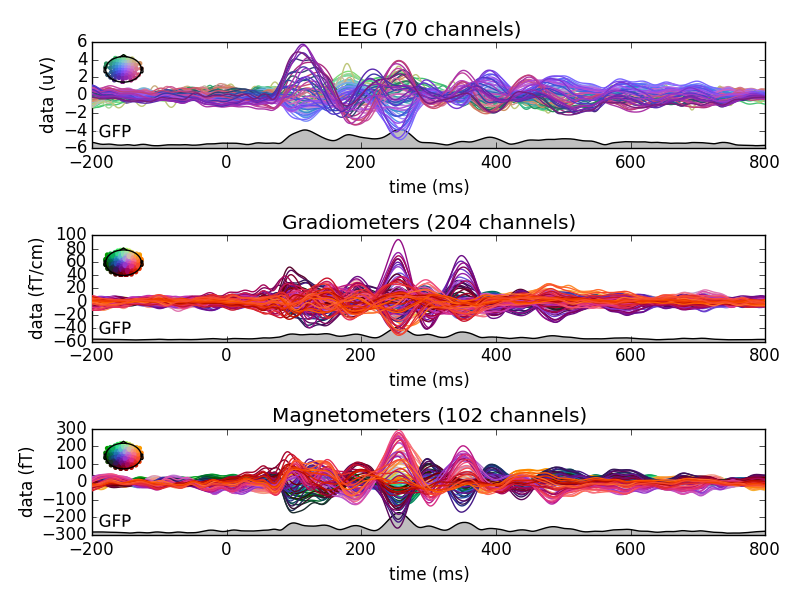 EEG (70 channels)
data (uV)
6
4
2
0
−2
−4
−6
GFP
−200 0 200 400 600 800
time (ms)
Gradiometers (204 channels)
data (fT/cm)
100
80
60
40
20
0
−20
−40
−60
GFP
−200 0 200 400 600 800
time (ms)
Magnetometers (102 channels)
data (fT)
300
200
100
0
−100
−200
−300
GFP
−200 0 200 400 600 800
time (ms)